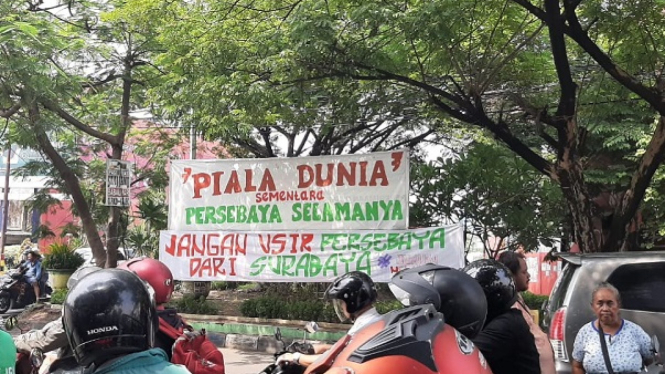 "PIALA DUNIA"
sementara
PERSEBAYA SELAMANYA
JANGAN USIR PERSEBAYA
DARI SURABAYA #
HONDA